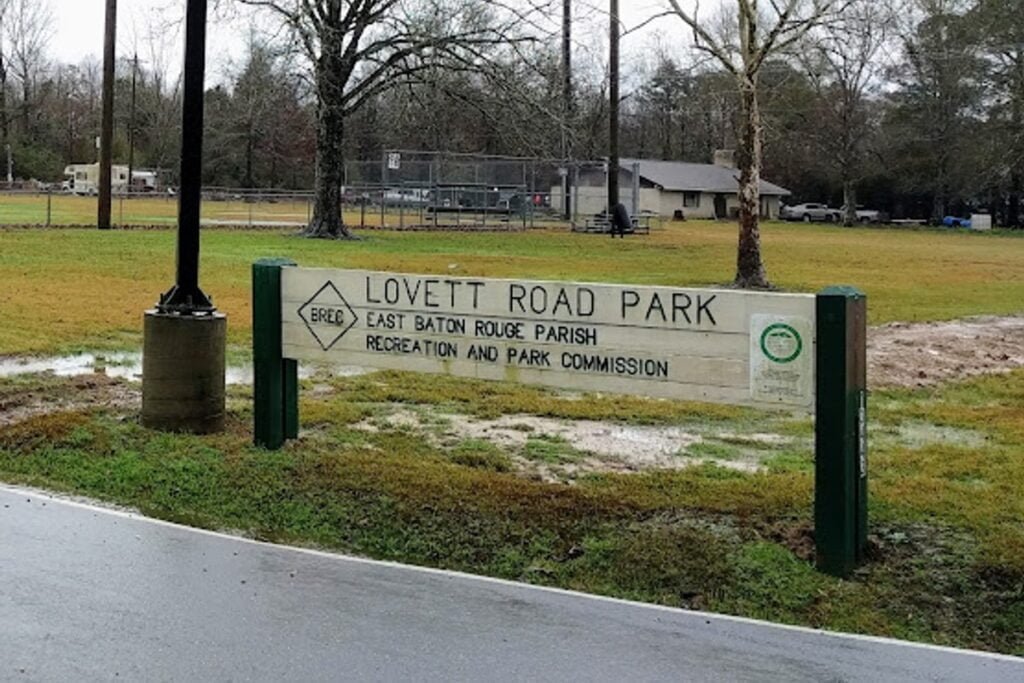 BREC
LOVETT ROAD PARK
EAST BATON ROUGE PARISH
RECREATION AND PARK COMMISSION